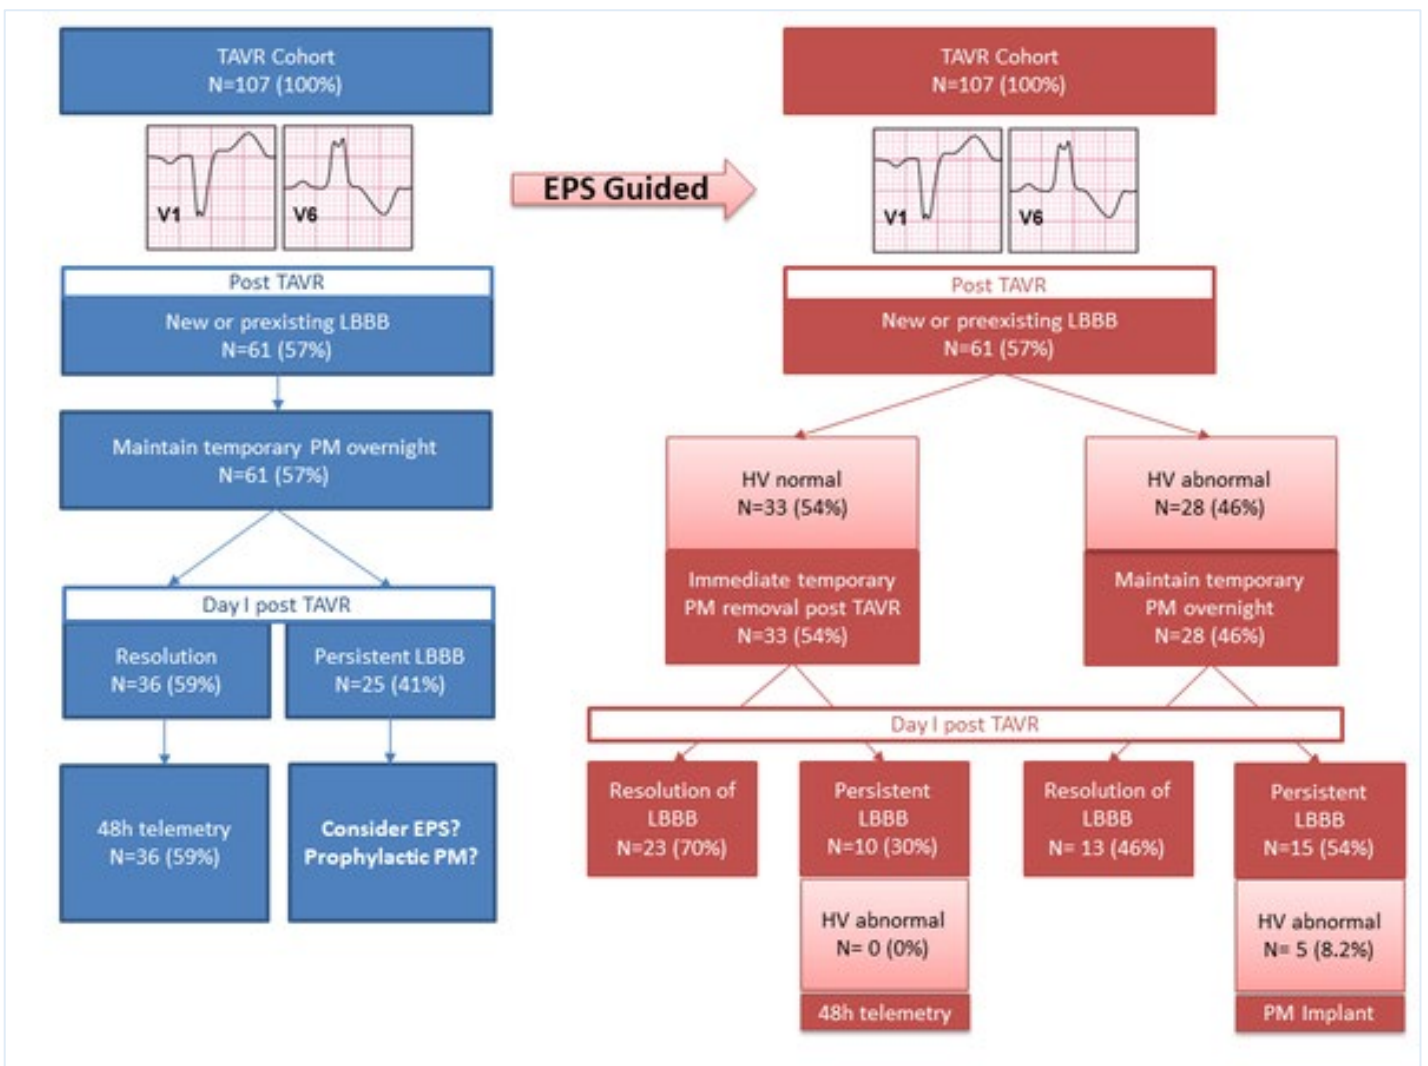 TAVR Cohort
N=107 (100%)
V1
V6
Post TAVR
New or prexisting LBBB
N=61 (57%)
Maintain temporary PM overnight
N=61 (57%)
Day I post TAVR
Resolution
N=36 (59%)
Persistent LBBB
N=25 (41%)
48h telemetry
N=36 (59%)
Consider EPS?
Prophylactic PM?
EPS Guided
TAVR Cohort
N=107 (100%)
V1
V6
Post TAVR
New or preexisting LBBB
N=61 (57%)
HV normal
N=33 (54%)
Immediate temporary
PM removal post TAVR
N=33 (54%)
HV abnormal
N=28 (46%)
Maintain temporary
PM overnight
N=28 (46%)
Day I post TAVR
Resolution of
LBBB
N=23 (70%)
Persistent
LBBB
N=10 (30%)
HV abnormal
N= 0 (0%)
48h telemetry
Resolution of
LBBB
N= 13 (46%)
Persistent
LBBB
N=15 (54%)
HV abnormal
N= 5 (8.2%)
PM Implant